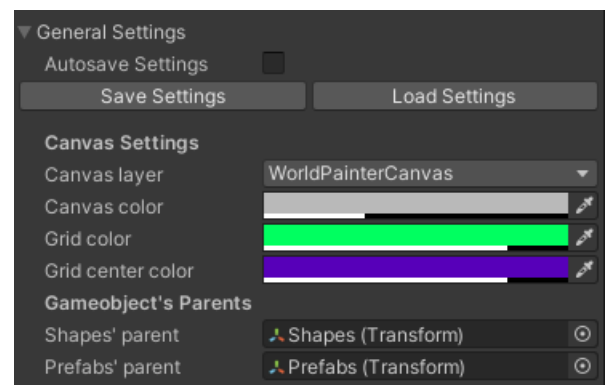 General Settings
Autosave Settings
Save Settings Load Settings
Canvas Settings
Canvas layer WorldPainterCanvas
Canvas color
Grid color
Grid center color
Gameobject's Parents
Shapes' parent Shapes (Transform)
Prefabs' parent Prefabs (Transform)